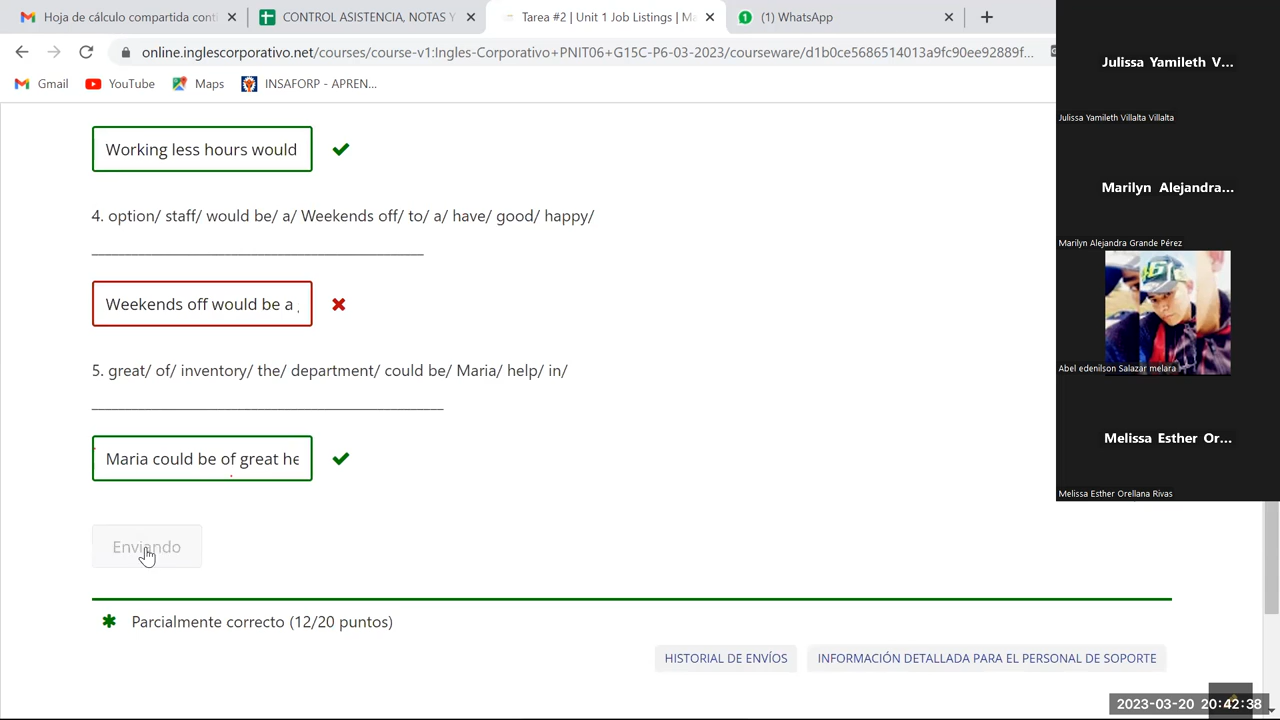 Hoja de cálculo compartida cont
CONTROL ASISTENCIA, NOTAS Y
Tarea #2 | Unit 1 Job Listings | Ma
(1) WhatsApp
online.inglescorporativo.net/courses/course-v1:Ingles-Corporativo+PNIT06+G15C-P6-03-2023/courseware/d1b0ce5686514013a9fc90ee92889f...
Gmail
YouTube
Maps
INSAFORP - APREN...
Working less hours would
4. option/ staff/ would be/ a/ Weekends off/ to/ a/ have/ good/ happy/
Weekends off would be a
5. great/ of/ inventory/ the/ department/ could be/ Maria/ help/ in/
Maria could be of great he
Enviando
Parcialmente correcto (12/20 puntos)
HISTORIAL DE ENVÍOS
INFORMACIÓN DETALLADA PARA EL PERSONAL DE SOPORTE
Julissa Yamileth V...
Julissa Yamileth Villalta Villalta
Marilyn Alejandra...
Marilyn Alejandra Grande Pérez
Abel edenilson Salazar melara
Melissa Esther Or...
Melissa Esther Orellana Rivas
2023-03-20 20:42:38